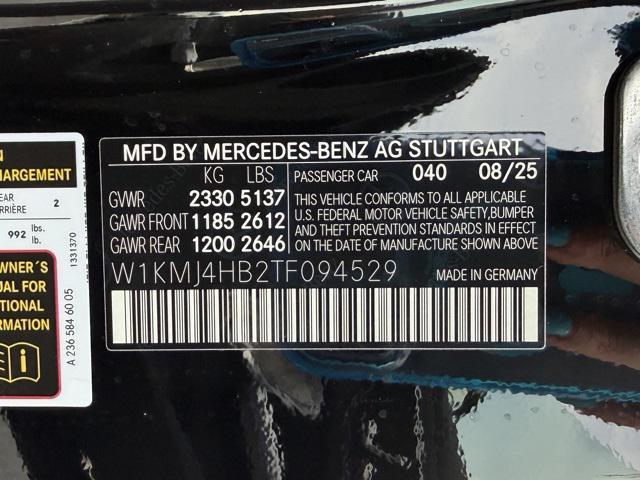 MFD BY MERCEDES-BENZ AG STUTTGART
KG LBS PASSENGER CAR 040 08/25
GVWR 2330 5137
GAWR FRONT 1185 2612
GAWR REAR 1200 2646
THIS VEHICLE CONFORMS TO ALL APPLICABLE
U.S. FEDERAL MOTOR VEHICLE SAFETY,BUMPER
AND THEFT PREVENTION STANDARDS IN EFFECT
ON THE DATE OF MANUFACTURE SHOWN ABOVE.
W1KMJ4HB2TF094529 MADE IN GERMANY
HARGEMENT
EAR 2
RRIÈRE
992 lbs.
lb.
OWNER´S
UAL FOR
TIONAL
RMATION
1331370
A 236 584 60 05